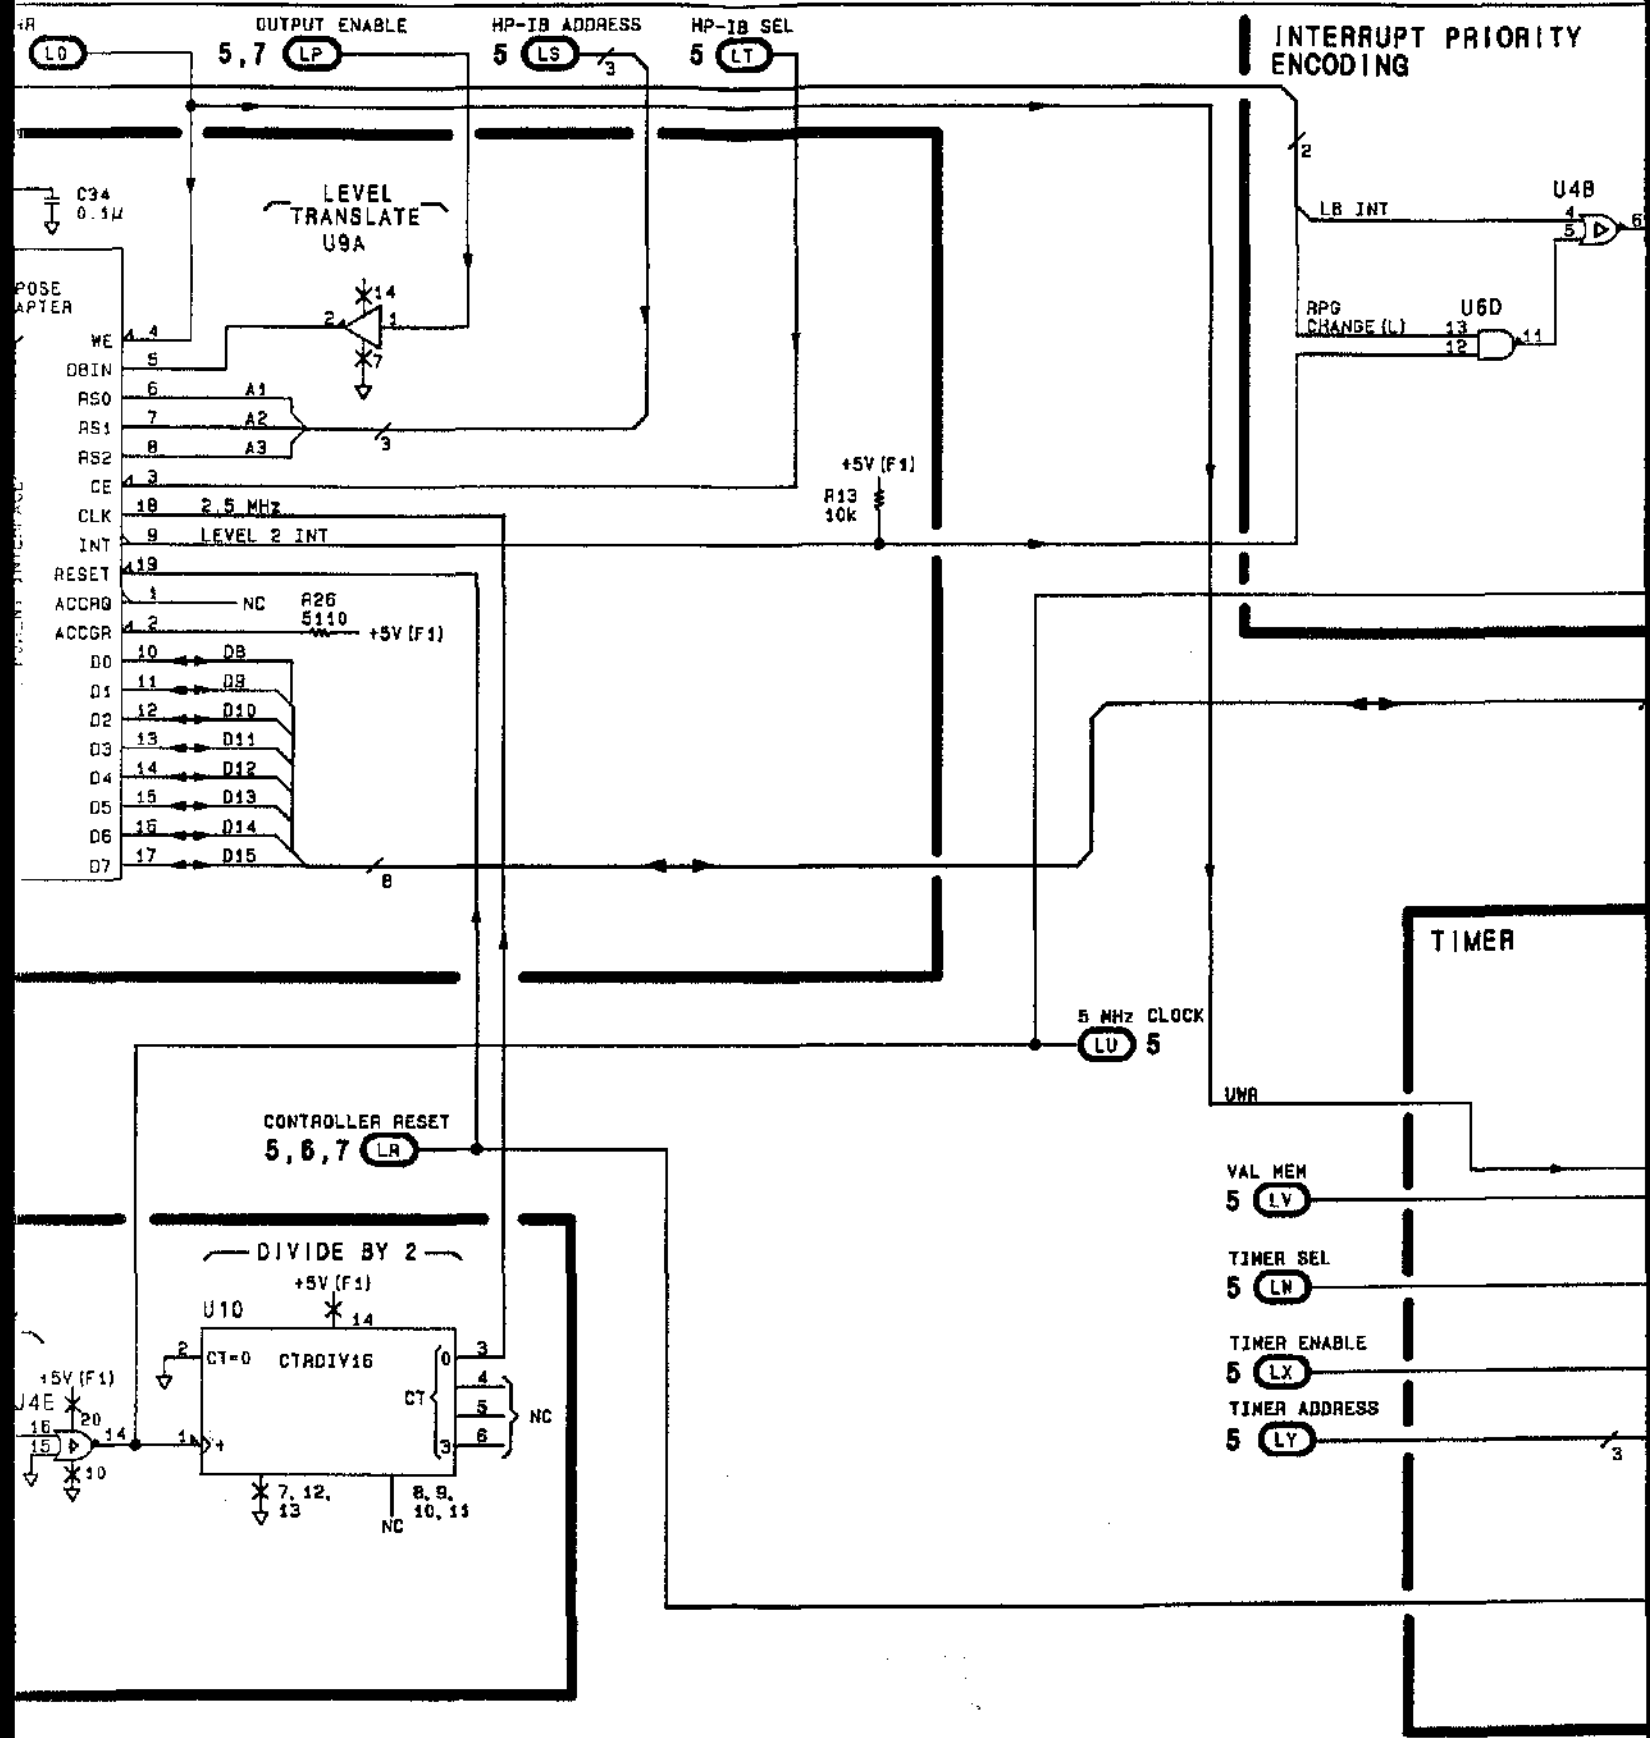 OUTPUT ENABLE
5,7 LP
HP-IB ADDRESS
5 LS
3
HP-IB SEL
5 LT
INTERRUPT PRIORITY
ENCODING
2
C34
0.1µ
LEVEL
TRANSLATE
U9A
14
2
1
7
LB INT
U4B
4
5
6
RPG
CHANGE(L)
U6D
13
12
11
WE 4
DBIN 5
RS0 6 A1
RS1 7 A2
RS2 8 A3
3
CE 3
CLK 18 2.5 MHz
INT 9 LEVEL 2 INT
RESET 19
ACCRQ 1 NC
ACCGR 2
R26
5110
+5V(F1)
+5V(F1)
R13
10k
D0 10 D8
D1 11 D9
D2 12 D10
D3 13 D11
D4 14 D12
D5 15 D13
D6 16 D14
D7 17 D15
8
TIMER
5 MHz CLOCK
LU 5
CONTROLLER RESET
5,6,7 LR
UWR
VAL MEM
5 LV
TIMER SEL
5 LW
TIMER ENABLE
5 LX
TIMER ADDRESS
5 LY
3
DIVIDE BY 2
+5V(F1)
U10
14
2 CT=0 CTRDIV16
0 3
4
CT
5
NC
3 6
1 +
+5V(F1)
20
16
15
14
10
7, 12,
13
NC
8, 9,
10, 11